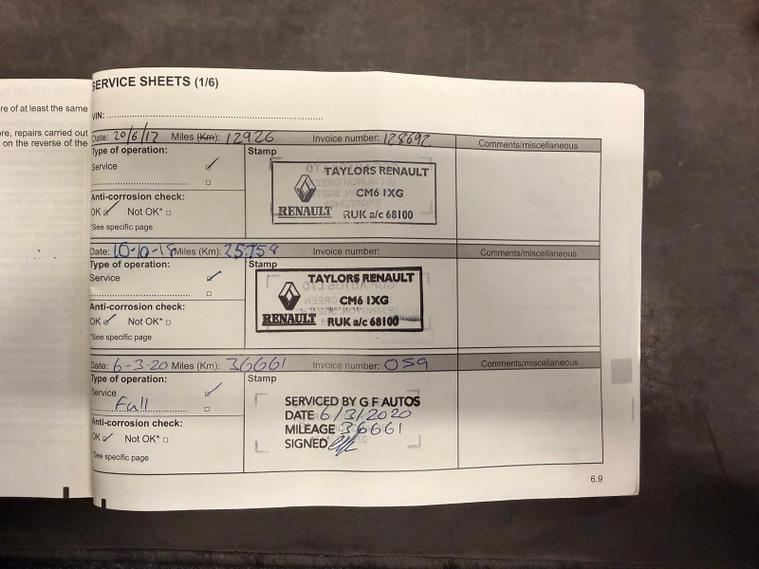 re of at least the same
ore, repairs carried out
on the reverse of the
SERVICE SHEETS (1/6)
VIN:
Date: 20/6/17 Miles (Km): 12926 Invoice number: 128692 Comments/miscellaneous
Type of operation: Stamp
Service
TAYLORS RENAULT
CM6 1XG
RENAULT RUK a/c 68100
Anti-corrosion check:
OK Not OK*
*See specific page
Date: 10-10-18 Miles (Km): 25758 Invoice number: Comments/miscellaneous
Type of operation: Stamp
Service
TAYLORS RENAULT
CM6 1XG
RENAULT RUK a/c 68100
Anti-corrosion check:
OK Not OK*
*See specific page
Date: 6-3-20 Miles (Km): 36661 Invoice number: 059 Comments/miscellaneous
Type of operation: Stamp
Service
Full
SERVICED BY G F AUTOS
DATE 6/3/2020
MILEAGE 36661
SIGNED
Anti-corrosion check:
OK Not OK*
*See specific page
6.9